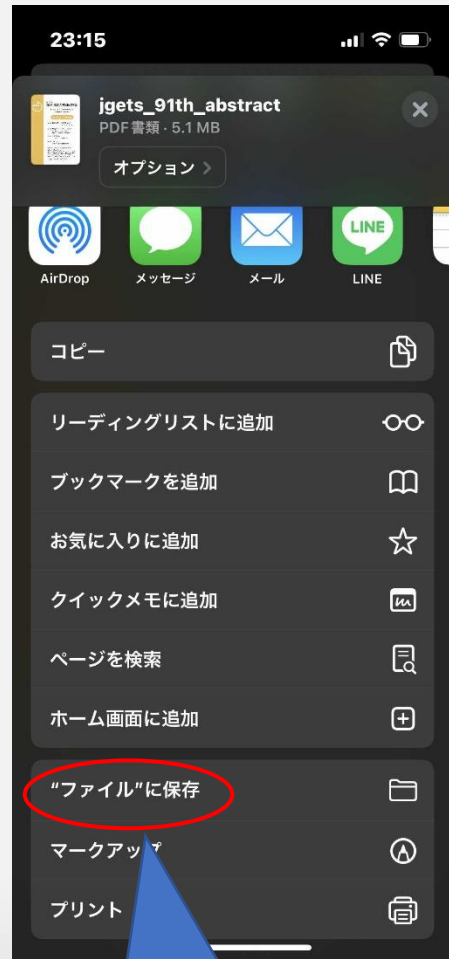 23:15
jgets_91th_abstract
PDF書類・5.1 MB
オプション
LINE
AirDrop
メッセージ
メール
LINE
コピー
リーディングリストに追加
ブックマークを追加
お気に入りに追加
クイックメモに追加
ページを検索
ホーム画面に追加
“ファイル”に保存
マークアップ
プリント